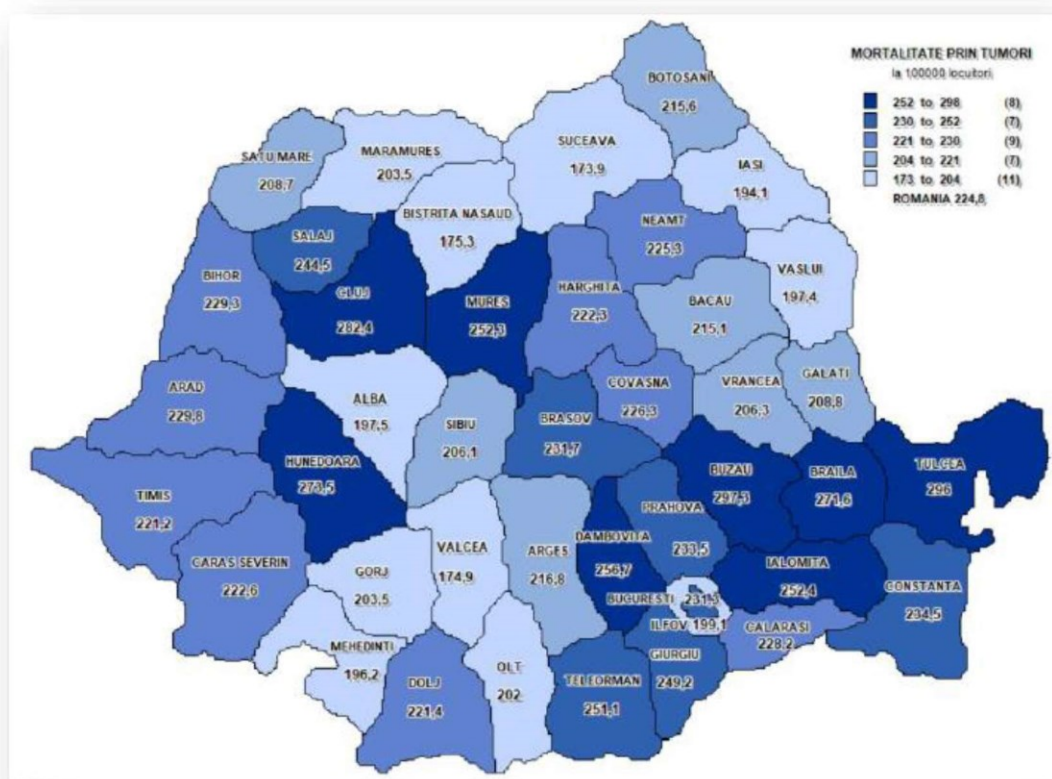 MORTALITATE PRIN TUMORI
la 100000 locuitori
252 to 298 (8)
230 to 252 (7)
221 to 230 (9)
204 to 221 (7)
173 to 204 (11)
ROMANIA 224,8
BOTOSANI
215,6
SUCEAVA
173,9
MARAMURES
203,5
SATU MARE
208,7
IASI
194,1
BISTRITA NASAUD
175,3
NEAMT
225,3
SALAJ
244,5
BIHOR
229,3
CLUJ
282,4
MURES
252,3
HARGHITA
222,3
BACAU
215,1
VASLUI
197,4
ARAD
229,8
ALBA
197,5
SIBIU
206,1
BRASOV
231,7
COVASNA
226,3
VRANCEA
206,3
GALATI
208,8
HUNEDOARA
273,5
TIMIS
221,2
BUZAU
297,3
BRAILA
271,6
TULCEA
296
PRAHOVA
233,5
CARAS SEVERIN
222,6
GORJ
203,5
VALCEA
174,9
ARGES
216,8
DAMBOVITA
256,7
IALOMITA
252,4
CONSTANTA
234,5
BUCURESTI
231,3
ILFOV 199,1
CALARASI
228,2
MEHEDINTI
196,2
DOLJ
221,4
OLT
202
TELEORMAN
251,1
GIURGIU
249,2